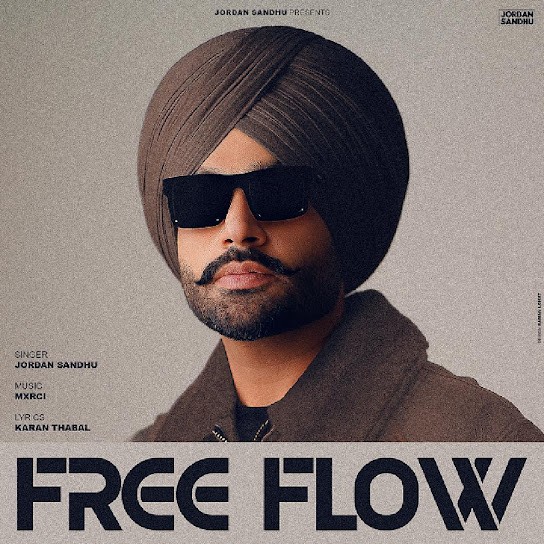 JORDAN SANDHU PRESENTS
JORDAN
SANDHU
SINGER
JORDAN SANDHU
MUSIC
MXRCI
LYRICS
KARAN THABAL
FREE FLOW